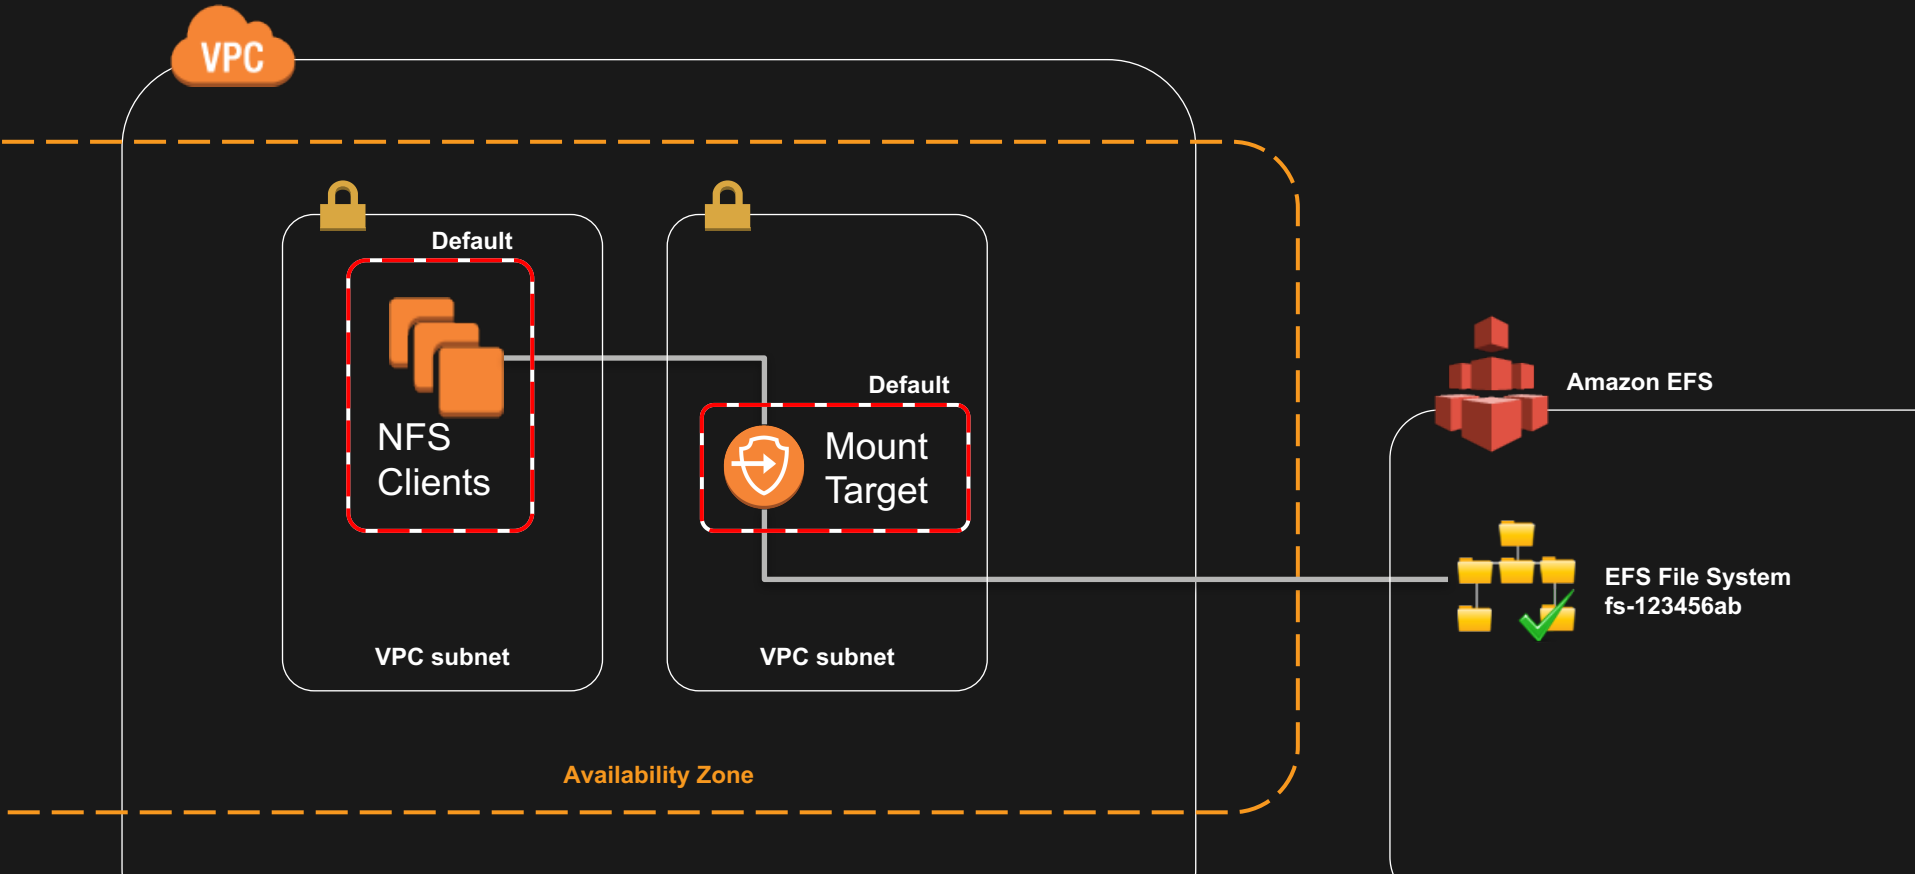 VPC
Default
NFS
Clients
VPC subnet
Default
Mount
Target
VPC subnet
Availability Zone
Amazon EFS
EFS File System
fs-123456ab